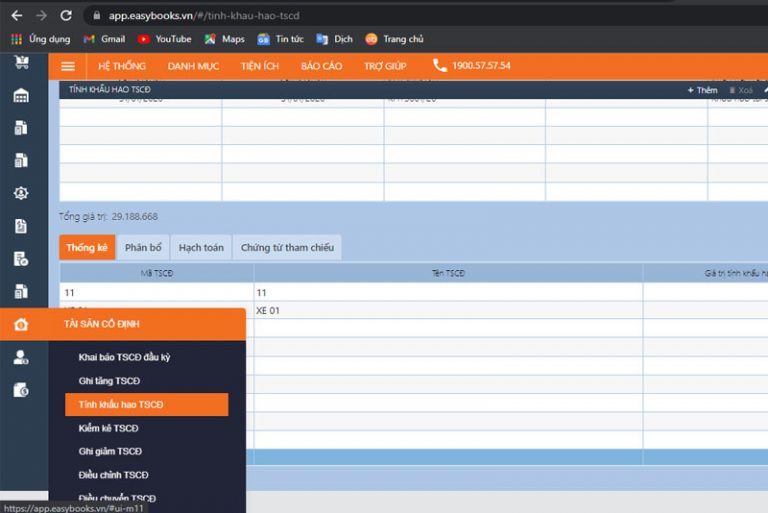 app.easybooks.vn/#/tinh-khau-hao-tscd
Ứng dụng Gmail YouTube Maps Tin tức Dịch Trang chủ
HỆ THỐNG DANH MỤC TIỆN ÍCH BÁO CÁO TRỢ GIÚP 1900.57.57.54
TÍNH KHẤU HAO TSCĐ + Thêm Xoá
Tổng giá trị: 29.188.668
Thống kê Phân bổ Hạch toán Chứng từ tham chiếu
Mã TSCĐ Tên TSCĐ Giá trị tính khấu
11 11
XE 01
TÀI SẢN CỐ ĐỊNH
Khai báo TSCĐ đầu kỳ
Ghi tăng TSCĐ
Tính khấu hao TSCĐ
Kiểm kê TSCĐ
Ghi giảm TSCĐ
Điều chỉnh TSCĐ
Điều chuyển TSCĐ
https://app.easybooks.vn/#ui-m11